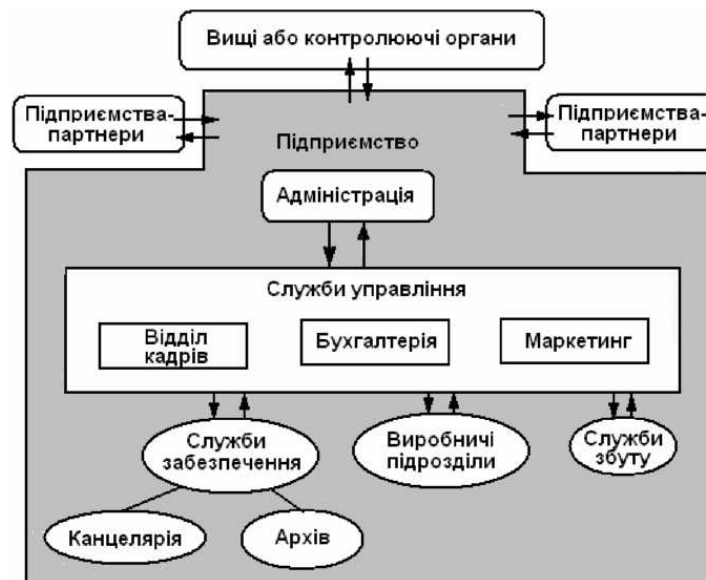 Вищі або контролюючі органи
Підприємства-
партнери
Підприємства-
партнери
Підприємство
Адміністрація
Служби управління
Відділ
кадрів
Бухгалтерія
Маркетинг
Служби
забезпечення
Виробничі
підрозділи
Служби
збуту
Канцелярія
Архів